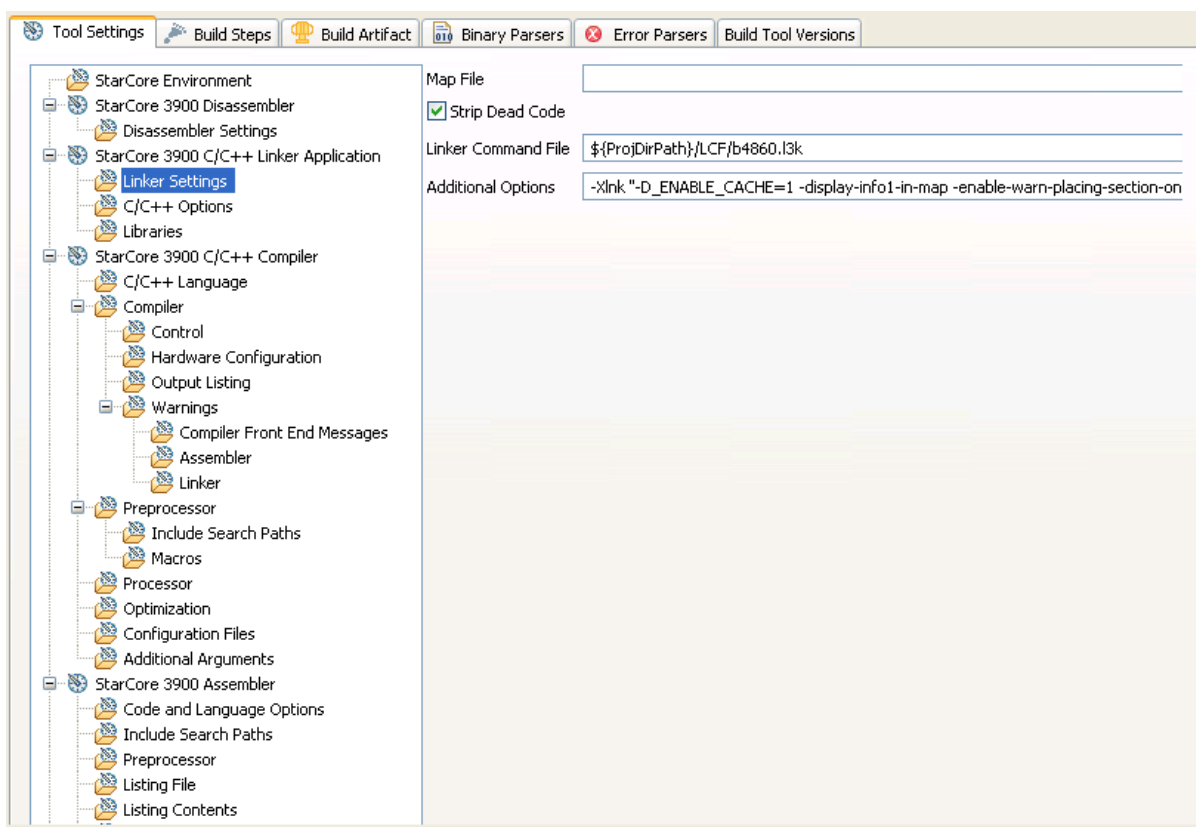 Tool Settings Build Steps Build Artifact Binary Parsers Error Parsers Build Tool Versions
StarCore Environment
StarCore 3900 Disassembler
Disassembler Settings
StarCore 3900 C/C++ Linker Application
Linker Settings
C/C++ Options
Libraries
StarCore 3900 C/C++ Compiler
C/C++ Language
Compiler
Control
Hardware Configuration
Output Listing
Warnings
Compiler Front End Messages
Assembler
Linker
Preprocessor
Include Search Paths
Macros
Processor
Optimization
Configuration Files
Additional Arguments
StarCore 3900 Assembler
Code and Language Options
Include Search Paths
Preprocessor
Listing File
Listing Contents
Map File
Strip Dead Code
Linker Command File ${ProjDirPath}/LCF/b4860.l3k
Additional Options -Xlnk "-D_ENABLE_CACHE=1 -display-info1-in-map -enable-warn-placing-section-on